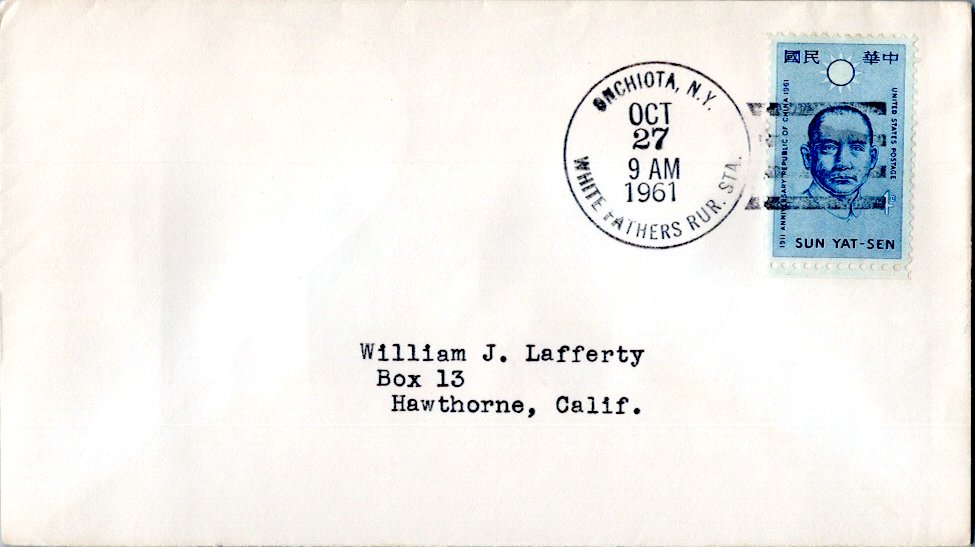 ONCHIOTA, N.Y.
OCT
27
9 AM
1961
WHITE FATHERS RUR. STA.
國民 華中
1911 ANNIVERSARY REPUBLIC OF CHINA 1961
UNITED STATES POSTAGE
4¢
SUN YAT-SEN
William J. Lafferty
Box 13
Hawthorne, Calif.